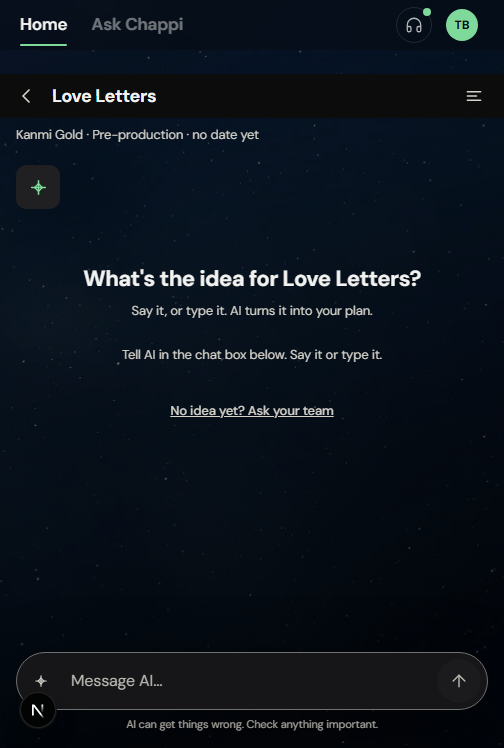 Home
Ask Chappi
TB
Love Letters
Kanmi Gold · Pre-production · no date yet
What's the idea for Love Letters?
Say it, or type it. AI turns it into your plan.
Tell AI in the chat box below. Say it or type it.
No idea yet? Ask your team
Message AI...
N
AI can get things wrong. Check anything important.